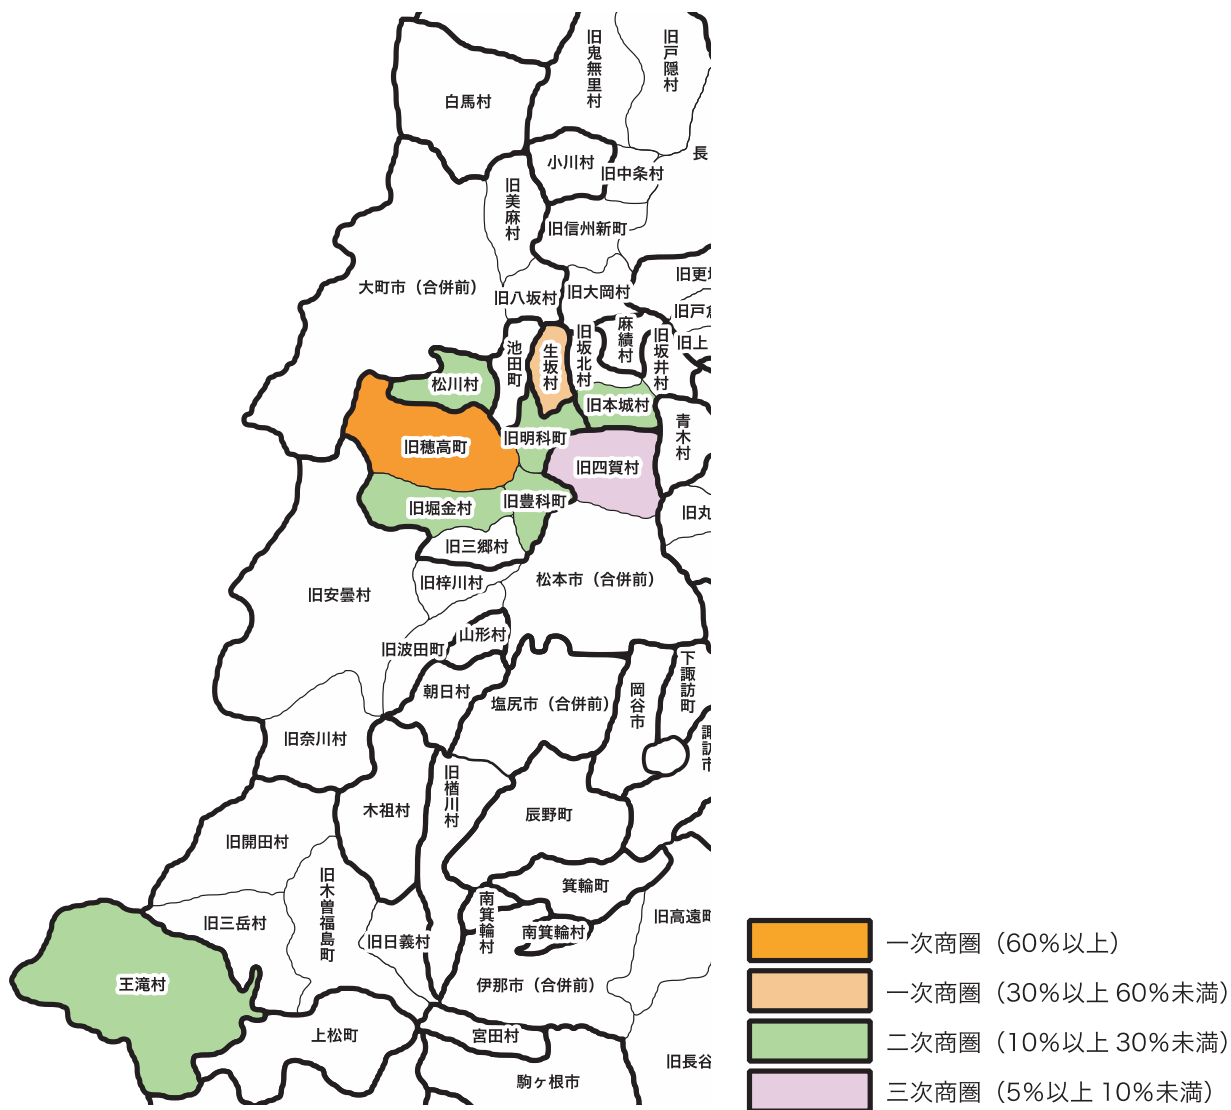 旧鬼無里村
旧戸隠村
白馬村
長
小川村
旧中条村
旧美麻村
旧信州新町
大町市（合併前）
旧八坂村
旧大岡村
旧戸
旧上
池田町
生坂村
旧坂北村
麻績村
旧坂井村
松川村
旧本城村
青木村
旧穂高町
旧明科町
旧四賀村
旧堀金村
旧豊科町
旧丸
旧三郷村
旧梓川村
松本市（合併前）
旧安曇村
山形村
旧波田町
朝日村
塩尻市（合併前）
岡谷市
下諏訪町
諏訪市
旧奈川村
旧楢川村
木祖村
辰野町
旧開田村
旧木曽福島町
箕輪町
南箕輪村
旧高遠町
旧三岳村
旧日義村
南箕輪村
王滝村
伊那市（合併前）
上松町
宮田村
旧長谷
駒ヶ根市
一次商圏（60％以上）
一次商圏（30％以上 60％未満）
二次商圏（10％以上 30％未満）
三次商圏（5％以上 10％未満）